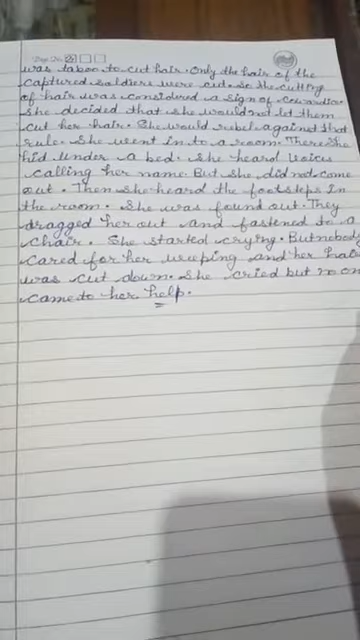 was taboo to cut hair. Only the hair of the
captured soldiers were cut. So the cutting
of hair was considered a sign of cowardice.
She decided that she would not let them
cut her hair. She would rebel against that
rule. She went in to a room. There she
hid under a bed. she heard voices
calling her name. But she did not come
out. Then she heard the footsteps in
the room. She was found out. They
dragged her out and fastened to a
chair. She started crying. But nobody
cared for her weeping and her hair
was cut down. She cried but no one
came to her help.